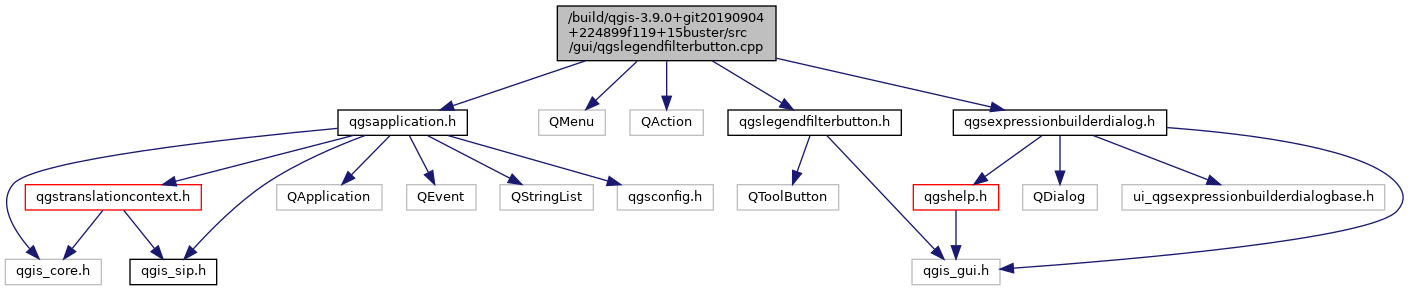 /build/qgis-3.9.0+git20190904
+224899f119+15buster/src
/gui/qgslegendfilterbutton.cpp
qgsapplication.h
QMenu
QAction
qgslegendfilterbutton.h
qgsexpressionbuilderdialog.h
qgstranslationcontext.h
QApplication
QEvent
QStringList
qgsconfig.h
QToolButton
qgshelp.h
QDialog
ui_qgsexpressionbuilderdialogbase.h
qgis_core.h
qgis_sip.h
qgis_gui.h